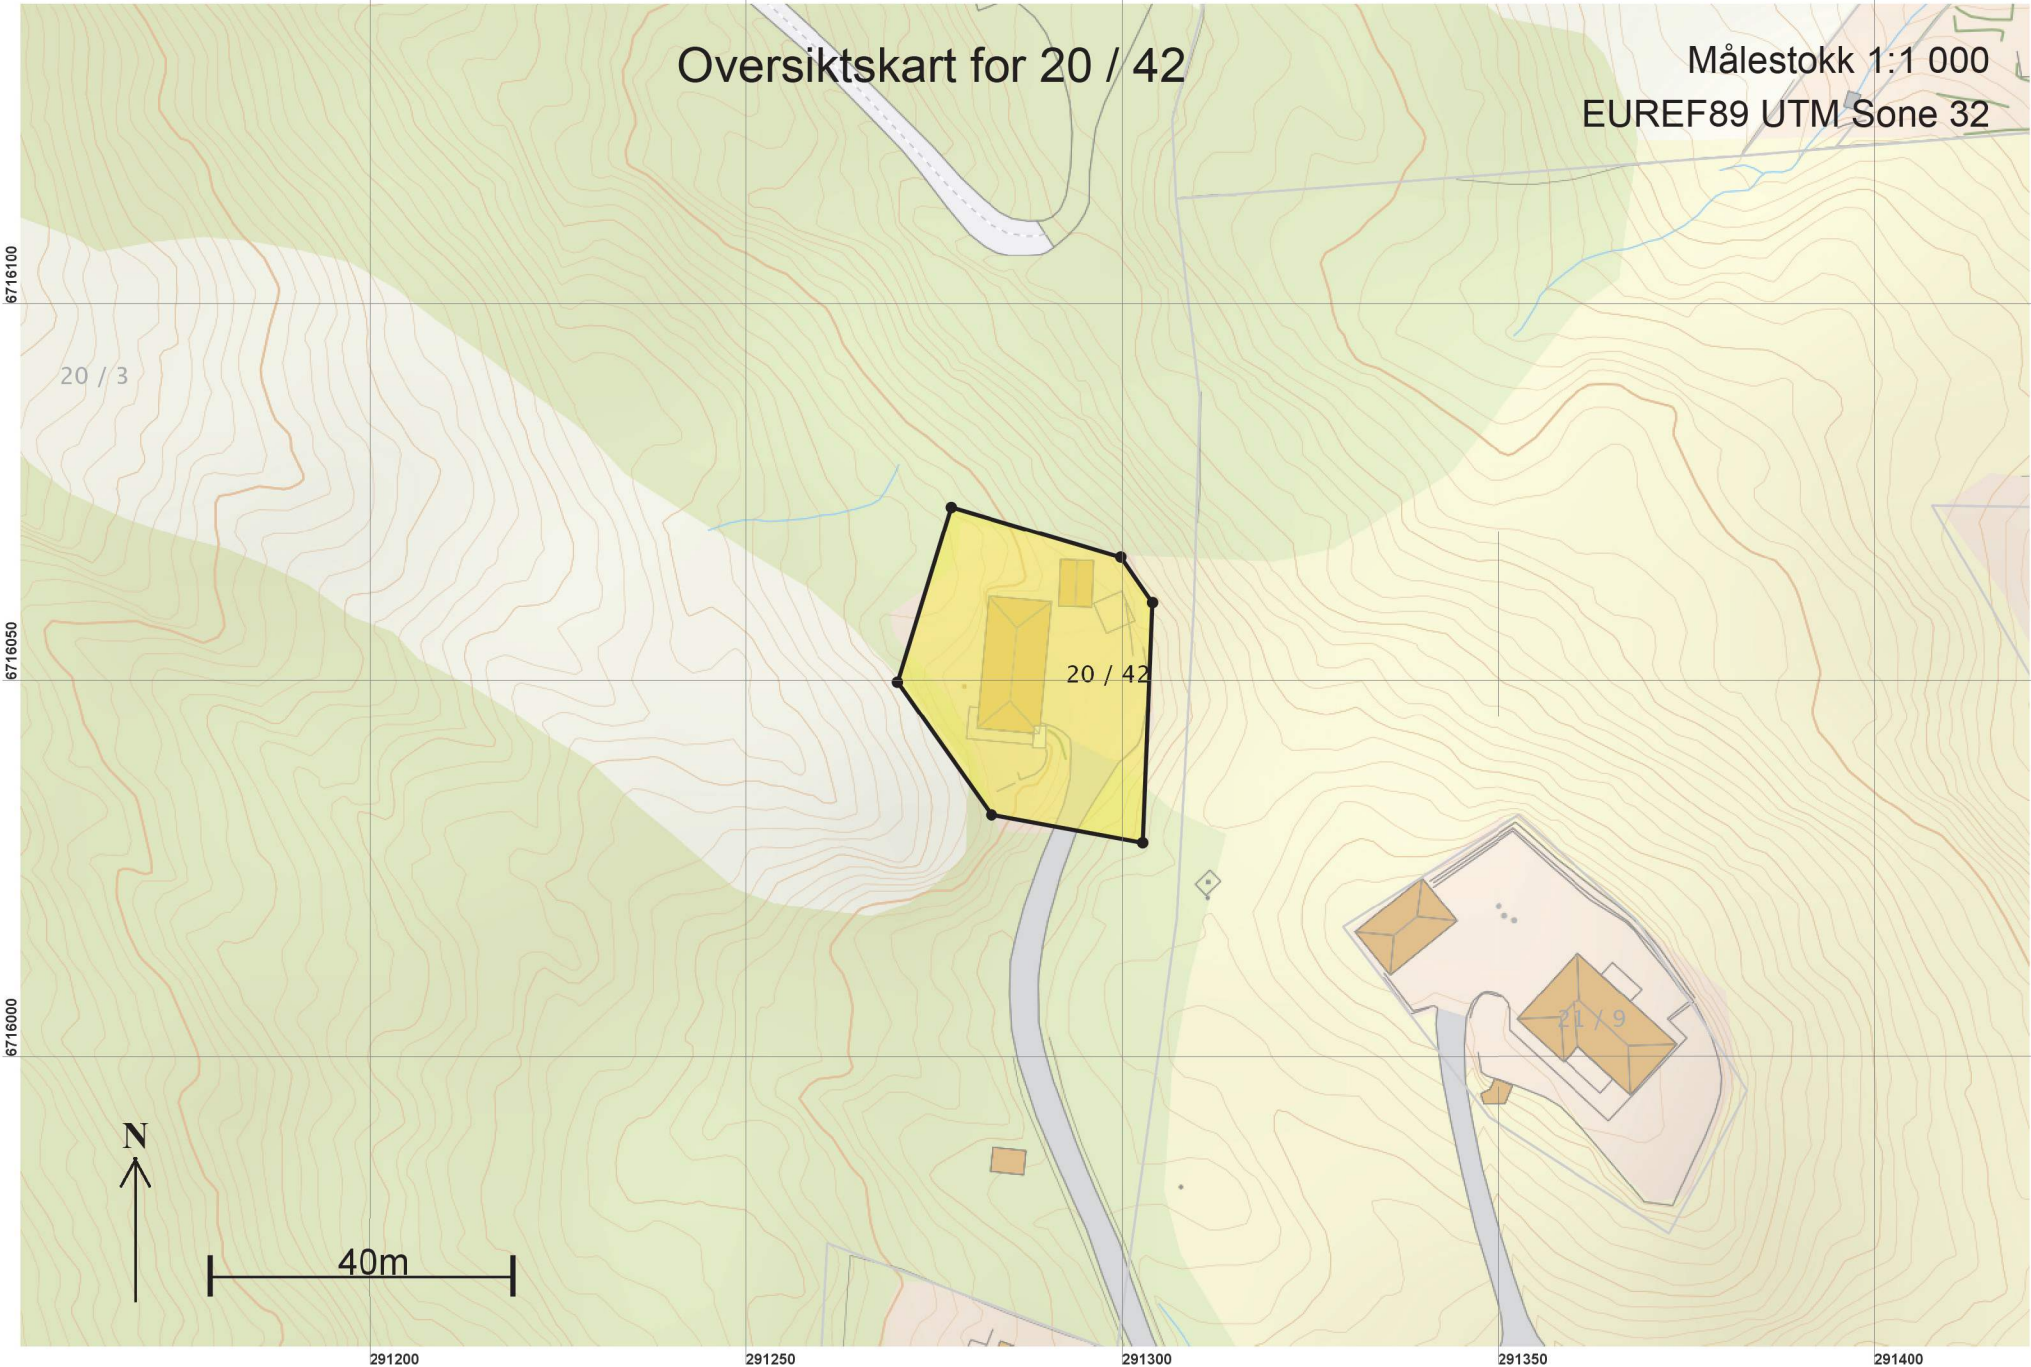 Oversiktskart for 20 / 42
Målestokk 1:1 000
EUREF89 UTM Sone 32
6716100
20 / 3
6716050
20 / 42
6716000
21 / 9
N
40m
291200
291250
291300
291350
291400